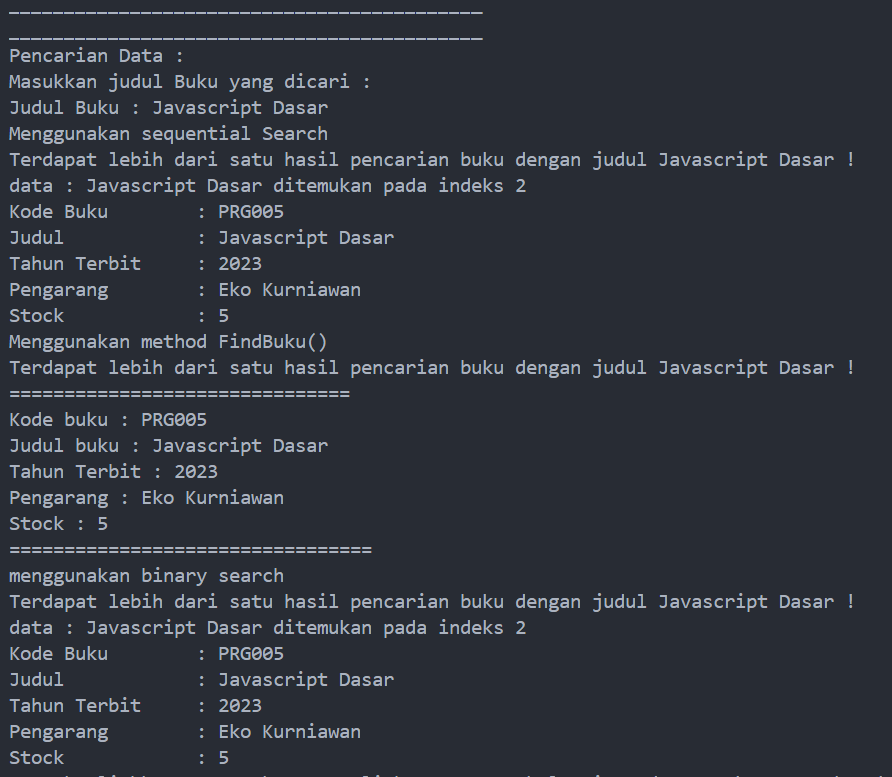 ___________________________________________
___________________________________________
Pencarian Data :
Masukkan judul Buku yang dicari :
Judul Buku : Javascript Dasar
Menggunakan sequential Search
Terdapat lebih dari satu hasil pencarian buku dengan judul Javascript Dasar !
data : Javascript Dasar ditemukan pada indeks 2
Kode Buku        : PRG005
Judul            : Javascript Dasar
Tahun Terbit     : 2023
Pengarang        : Eko Kurniawan
Stock            : 5
Menggunakan method FindBuku()
Terdapat lebih dari satu hasil pencarian buku dengan judul Javascript Dasar !
===============================
Kode buku : PRG005
Judul buku : Javascript Dasar
Tahun Terbit : 2023
Pengarang : Eko Kurniawan
Stock : 5
=================================
menggunakan binary search
Terdapat lebih dari satu hasil pencarian buku dengan judul Javascript Dasar !
data : Javascript Dasar ditemukan pada indeks 2
Kode Buku        : PRG005
Judul            : Javascript Dasar
Tahun Terbit     : 2023
Pengarang        : Eko Kurniawan
Stock            : 5